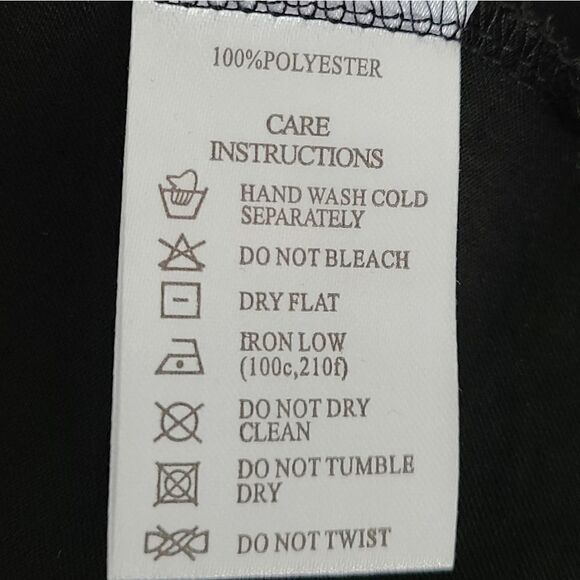 100%POLYESTER
CARE
INSTRUCTIONS
HAND WASH COLD
SEPARATELY
DO NOT BLEACH
DRY FLAT
IRON LOW
(100c,210f)
DO NOT DRY
CLEAN
DO NOT TUMBLE
DRY
DO NOT TWIST